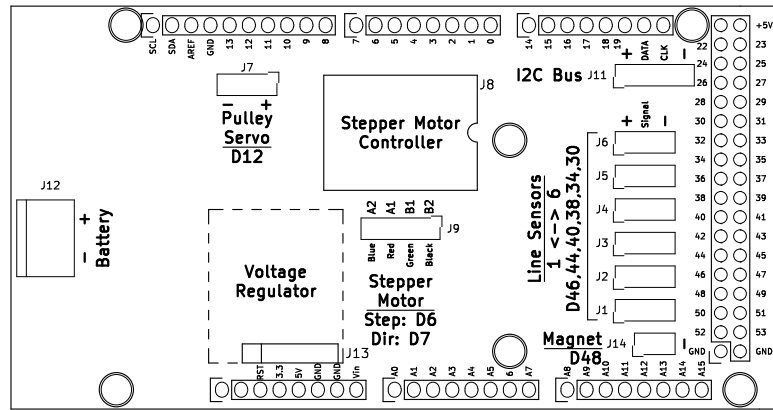 SCL SDA AREF GND 13 12 11 10 9 8 7 6 5 4 3 2 1 0 14 15 16 17 18 19
J7
- +
Pulley
Servo
D12
J8
Stepper Motor
Controller
+ DATA CLK -
I2C Bus
J11
+5V
22 23
24 25
26 27
28 29
30 31
32 33
34 35
36 37
38 39
40 41
42 43
44 45
46 47
48 49
50 51
52 53
GND GND
+ Signal -
J6
J5
J4
J3
J2
J1
Line Sensors
1 <-> 6
D46,44,40,38,34,30
J12
+
-
Battery
A2 A1 B1 B2
J9
Blue Red Green Black
Voltage
Regulator
Stepper
Motor
Step: D6
Dir: D7
J13
Magnet
D48
J14
-
RST 3.3 5V GND GND Vin A0 A1 A2 A3 A4 A5 6 A7 A8 A9 A10 A11 A12 A13 A14 A15